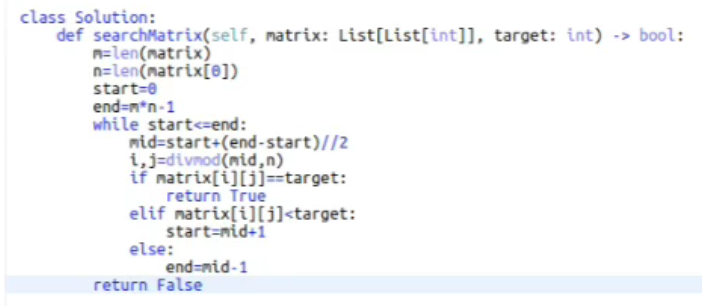 class Solution:
    def searchMatrix(self, matrix: List[List[int]], target: int) -> bool:
        m=len(matrix)
        n=len(matrix[0])
        start=0
        end=m*n-1
        while start<=end:
            mid=start+(end-start)//2
            i,j=divmod(mid,n)
            if matrix[i][j]==target:
                return True
            elif matrix[i][j]<target:
                start=mid+1
            else:
                end=mid-1
        return False